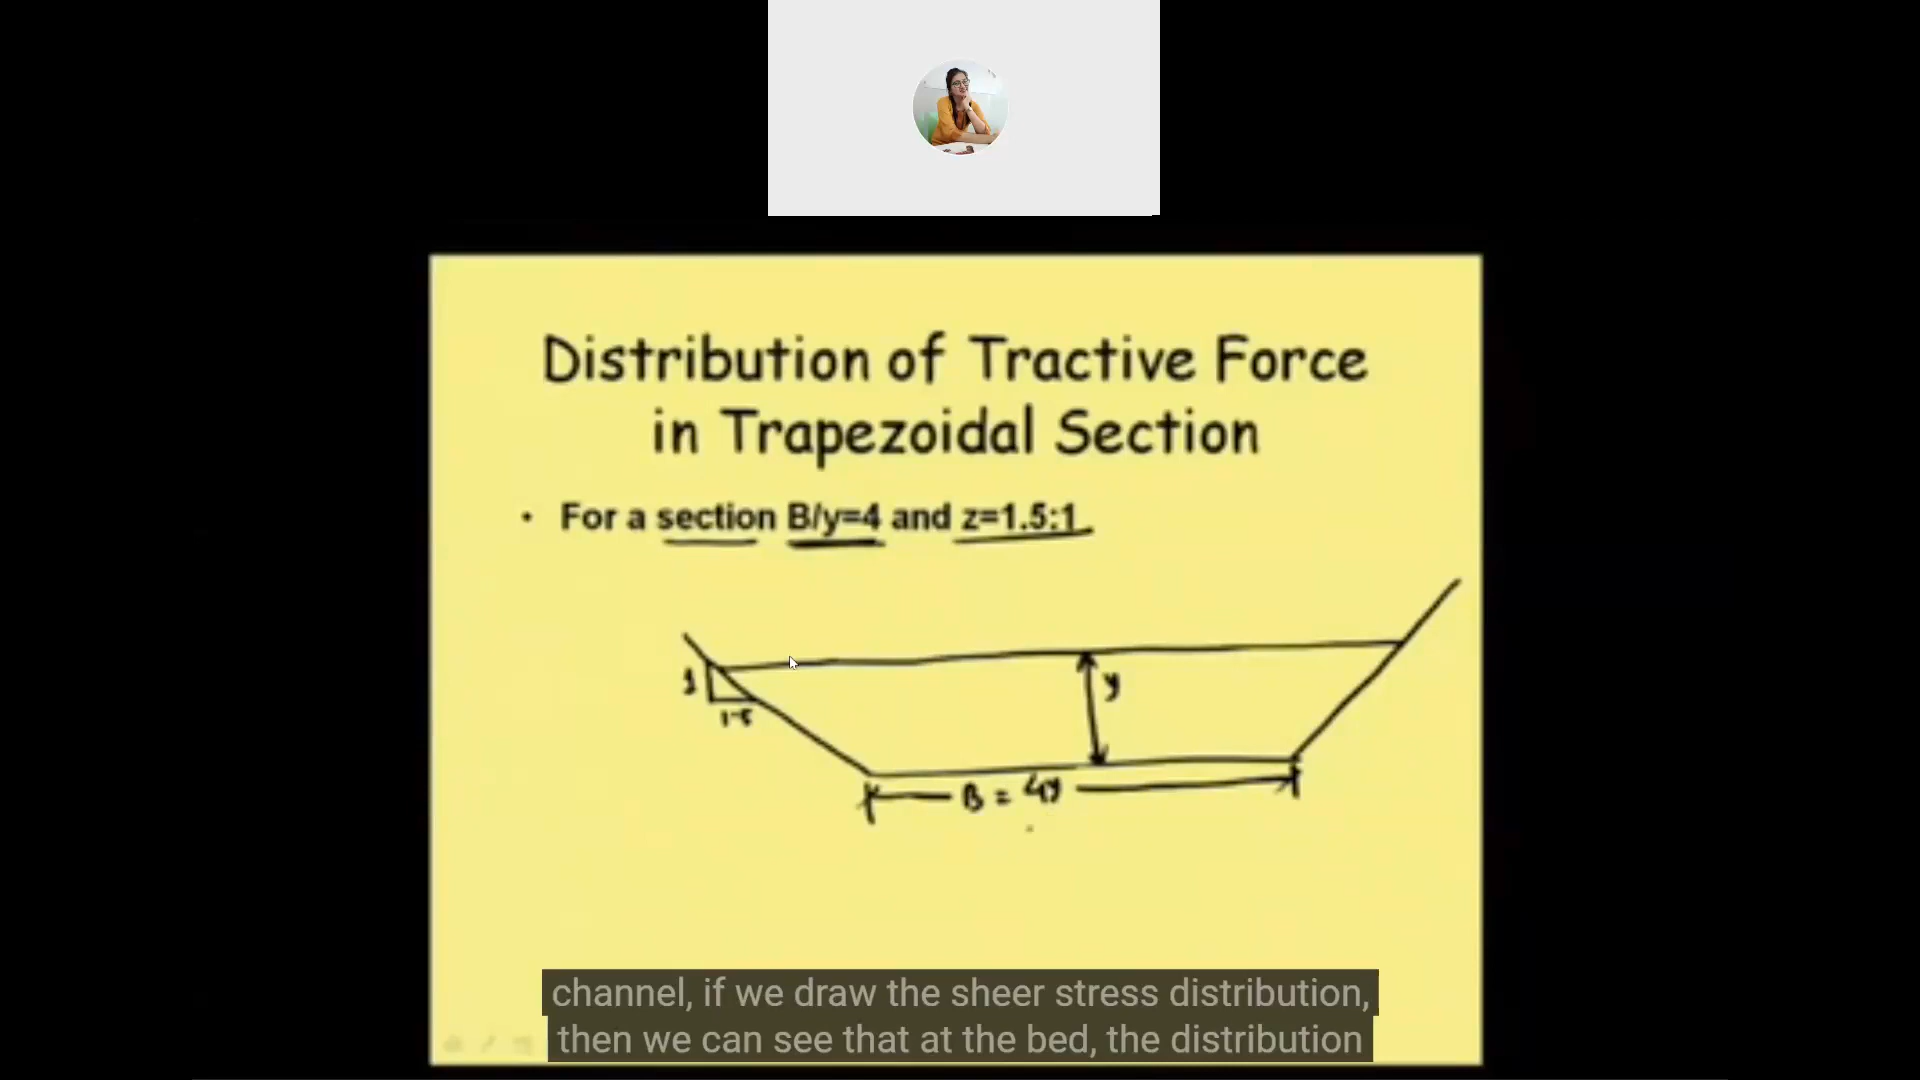 Distribution of Tractive Force
in Trapezoidal Section
• For a section B/y=4 and z=1.5:1
y
1
1.5
B = 4y
channel, if we draw the sheer stress distribution,
then we can see that at the bed, the distribution